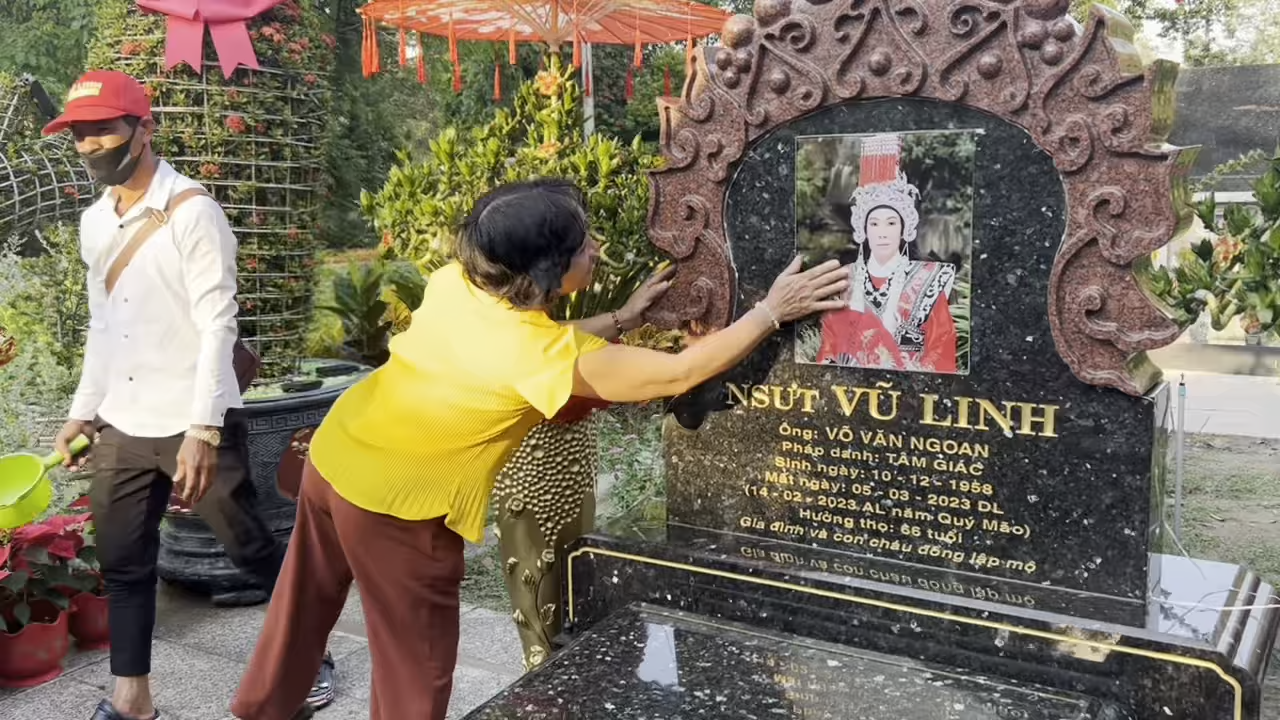 NSƯT VŨ LINH
Ông: VÕ VĂN NGOAN
Pháp danh: TÂM GIÁC
Sinh ngày: 10 - 12 - 1958
Mất ngày: 05 - 03 - 2023 DL
(14 - 02 - 2023 AL năm Quý Mão)
Hưởng thọ: 66 tuổi
Gia đình và con cháu đồng lập mộ